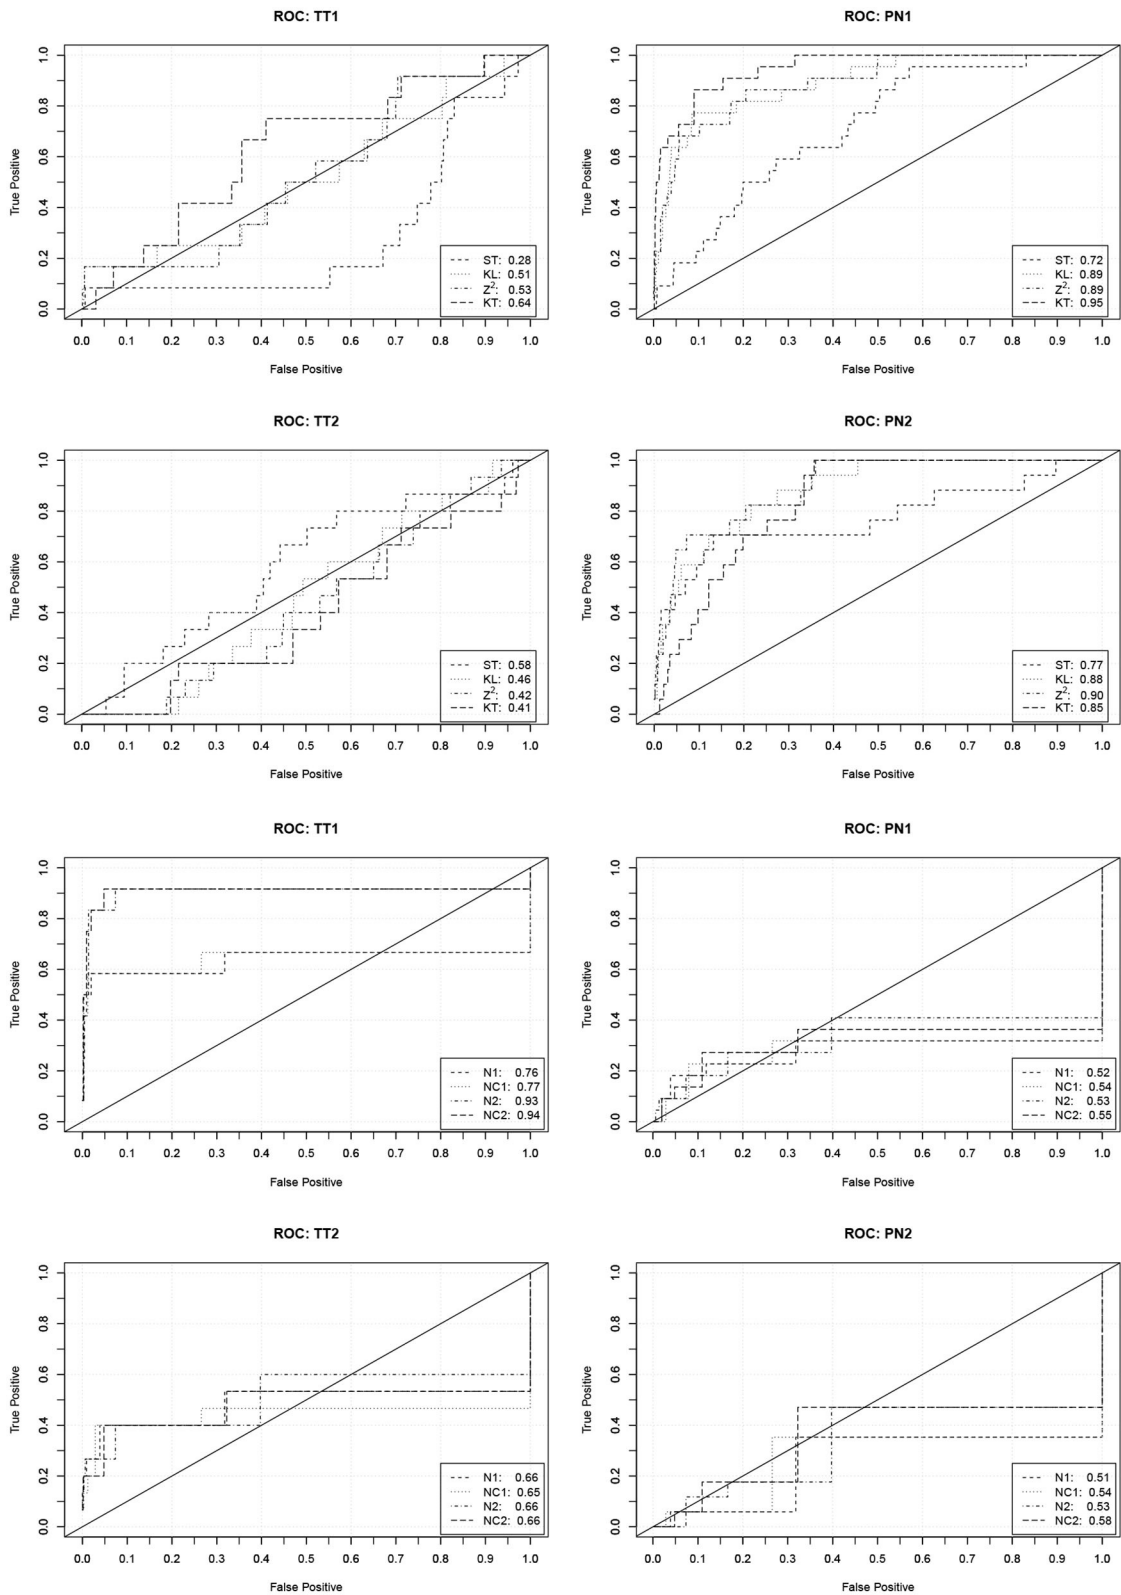 ROC: TT1
True Positive
0.0 0.2 0.4 0.6 0.8 1.0
ST: 0.28
KL: 0.51
Z²: 0.53
KT: 0.64
0.0 0.1 0.2 0.3 0.4 0.5 0.6 0.7 0.8 0.9 1.0
False Positive
ROC: PN1
True Positive
0.0 0.2 0.4 0.6 0.8 1.0
ST: 0.72
KL: 0.89
Z²: 0.89
KT: 0.95
0.0 0.1 0.2 0.3 0.4 0.5 0.6 0.7 0.8 0.9 1.0
False Positive
ROC: TT2
True Positive
0.0 0.2 0.4 0.6 0.8 1.0
ST: 0.58
KL: 0.46
Z²: 0.42
KT: 0.41
0.0 0.1 0.2 0.3 0.4 0.5 0.6 0.7 0.8 0.9 1.0
False Positive
ROC: PN2
True Positive
0.0 0.2 0.4 0.6 0.8 1.0
ST: 0.77
KL: 0.88
Z²: 0.90
KT: 0.85
0.0 0.1 0.2 0.3 0.4 0.5 0.6 0.7 0.8 0.9 1.0
False Positive
ROC: TT1
True Positive
0.0 0.2 0.4 0.6 0.8 1.0
N1: 0.76
NC1: 0.77
N2: 0.93
NC2: 0.94
0.0 0.1 0.2 0.3 0.4 0.5 0.6 0.7 0.8 0.9 1.0
False Positive
ROC: PN1
True Positive
0.0 0.2 0.4 0.6 0.8 1.0
N1: 0.52
NC1: 0.54
N2: 0.53
NC2: 0.55
0.0 0.1 0.2 0.3 0.4 0.5 0.6 0.7 0.8 0.9 1.0
False Positive
ROC: TT2
True Positive
0.0 0.2 0.4 0.6 0.8 1.0
N1: 0.66
NC1: 0.65
N2: 0.66
NC2: 0.66
0.0 0.1 0.2 0.3 0.4 0.5 0.6 0.7 0.8 0.9 1.0
False Positive
ROC: PN2
True Positive
0.0 0.2 0.4 0.6 0.8 1.0
N1: 0.51
NC1: 0.54
N2: 0.53
NC2: 0.58
0.0 0.1 0.2 0.3 0.4 0.5 0.6 0.7 0.8 0.9 1.0
False Positive